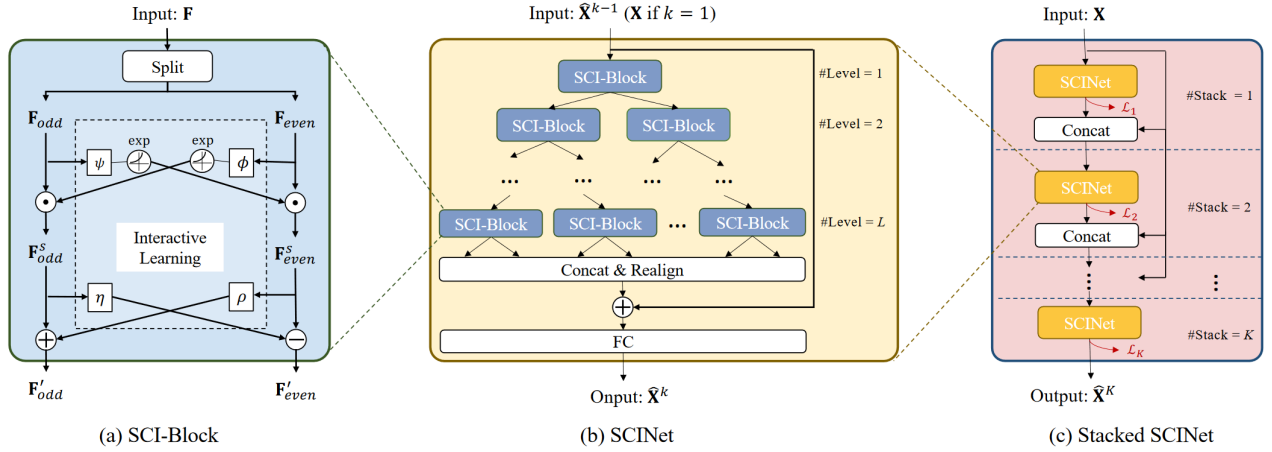 Input: F
Split
F_odd
F_even
exp
exp
ψ
ϕ
F^s_odd
Interactive
Learning
F^s_even
η
ρ
F′_odd
F′_even
(a) SCI-Block
Input: X̂^{k−1} (X if k = 1)
SCI-Block
#Level = 1
SCI-Block
SCI-Block
#Level = 2
...
...
...
...
SCI-Block
SCI-Block
...
SCI-Block
#Level = L
Concat & Realign
+
FC
Onput: X̂^k
(b) SCINet
Input: X
SCINet
#Stack = 1
ℒ_1
Concat
SCINet
#Stack = 2
ℒ_2
Concat
SCINet
#Stack = K
ℒ_K
Output: X̂^K
(c) Stacked SCINet